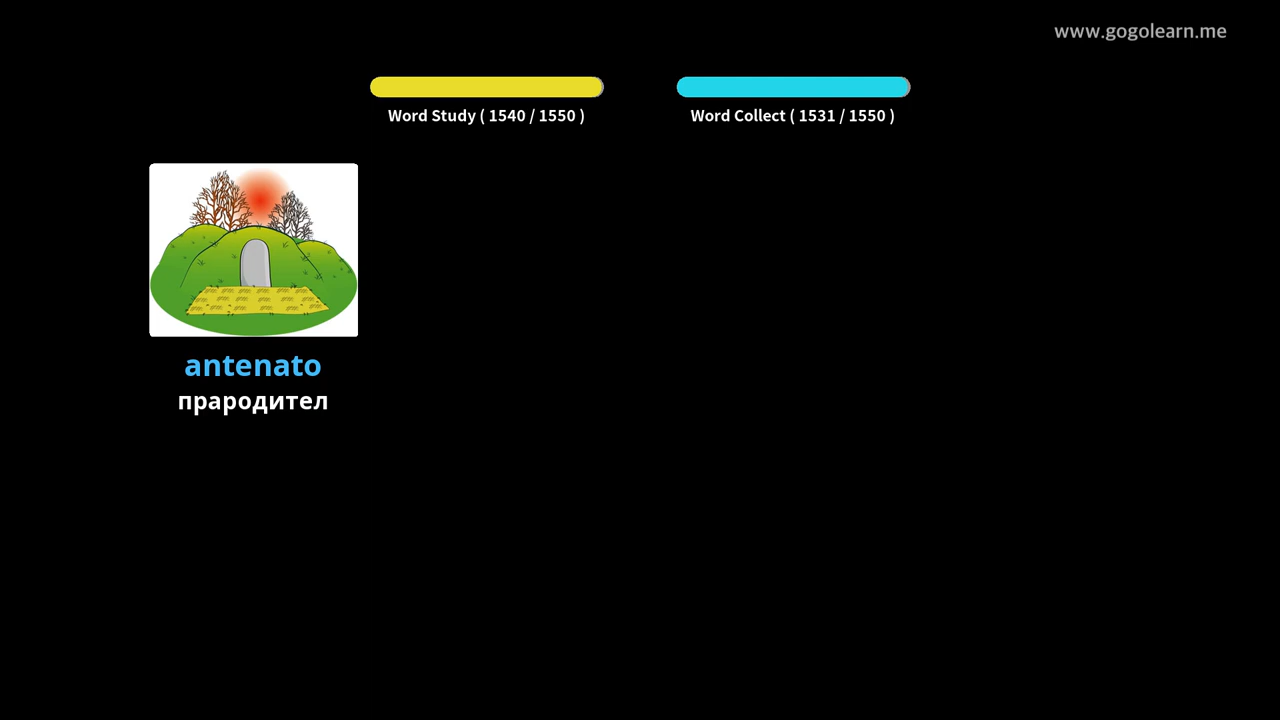 www.gogolearn.me
Word Study ( 1540 / 1550 )
Word Collect ( 1531 / 1550 )
antenato
прародител